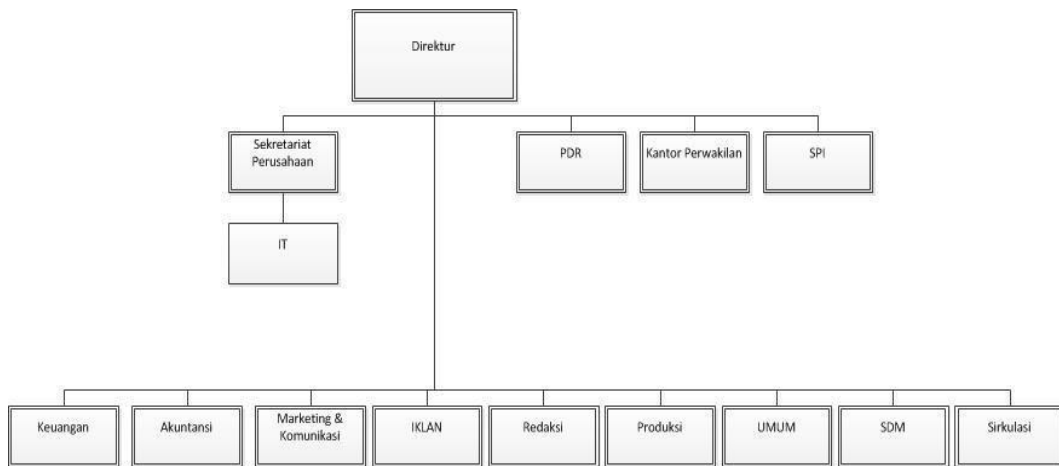 Direktur
Sekretariat
Perusahaan
PDR
Kantor Perwakilan
SPI
IT
Keuangan
Akuntansi
Marketing &
Komunikasi
IKLAN
Redaksi
Produksi
UMUM
SDM
Sirkulasi